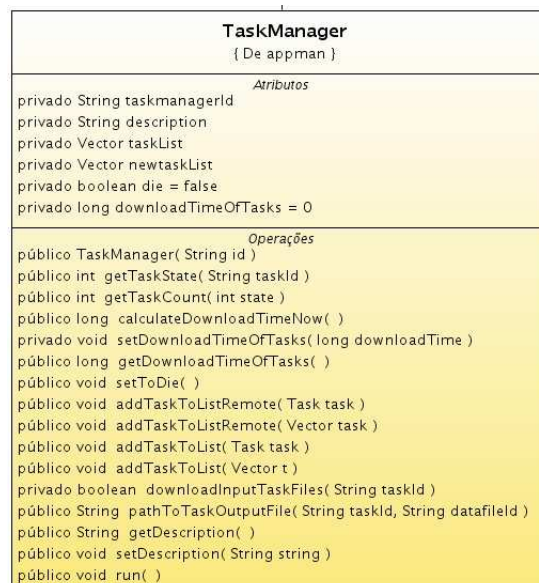 TaskManager
{ De appman }
Atributos
privado String taskmanagerId
privado String description
privado Vector taskList
privado Vector newtaskList
privado boolean die = false
privado long downloadTimeOfTasks = 0
Operações
público TaskManager( String id )
público int getTaskState( String taskId )
público int getTaskCount( int state )
público long calculateDownloadTimeNow( )
privado void setDownloadTimeOfTasks( long downloadTime )
público long getDownloadTimeOfTasks( )
público void setToDie( )
público void addTaskToListRemote( Task task )
público void addTaskToListRemote( Vector task )
público void addTaskToList( Task task )
público void addTaskToList( Vector t )
privado boolean downloadInputTaskFiles( String taskId )
público String pathToTaskOutputFile( String taskId, String datafileId )
público String getDescription( )
público void setDescription( String string )
público void run( )